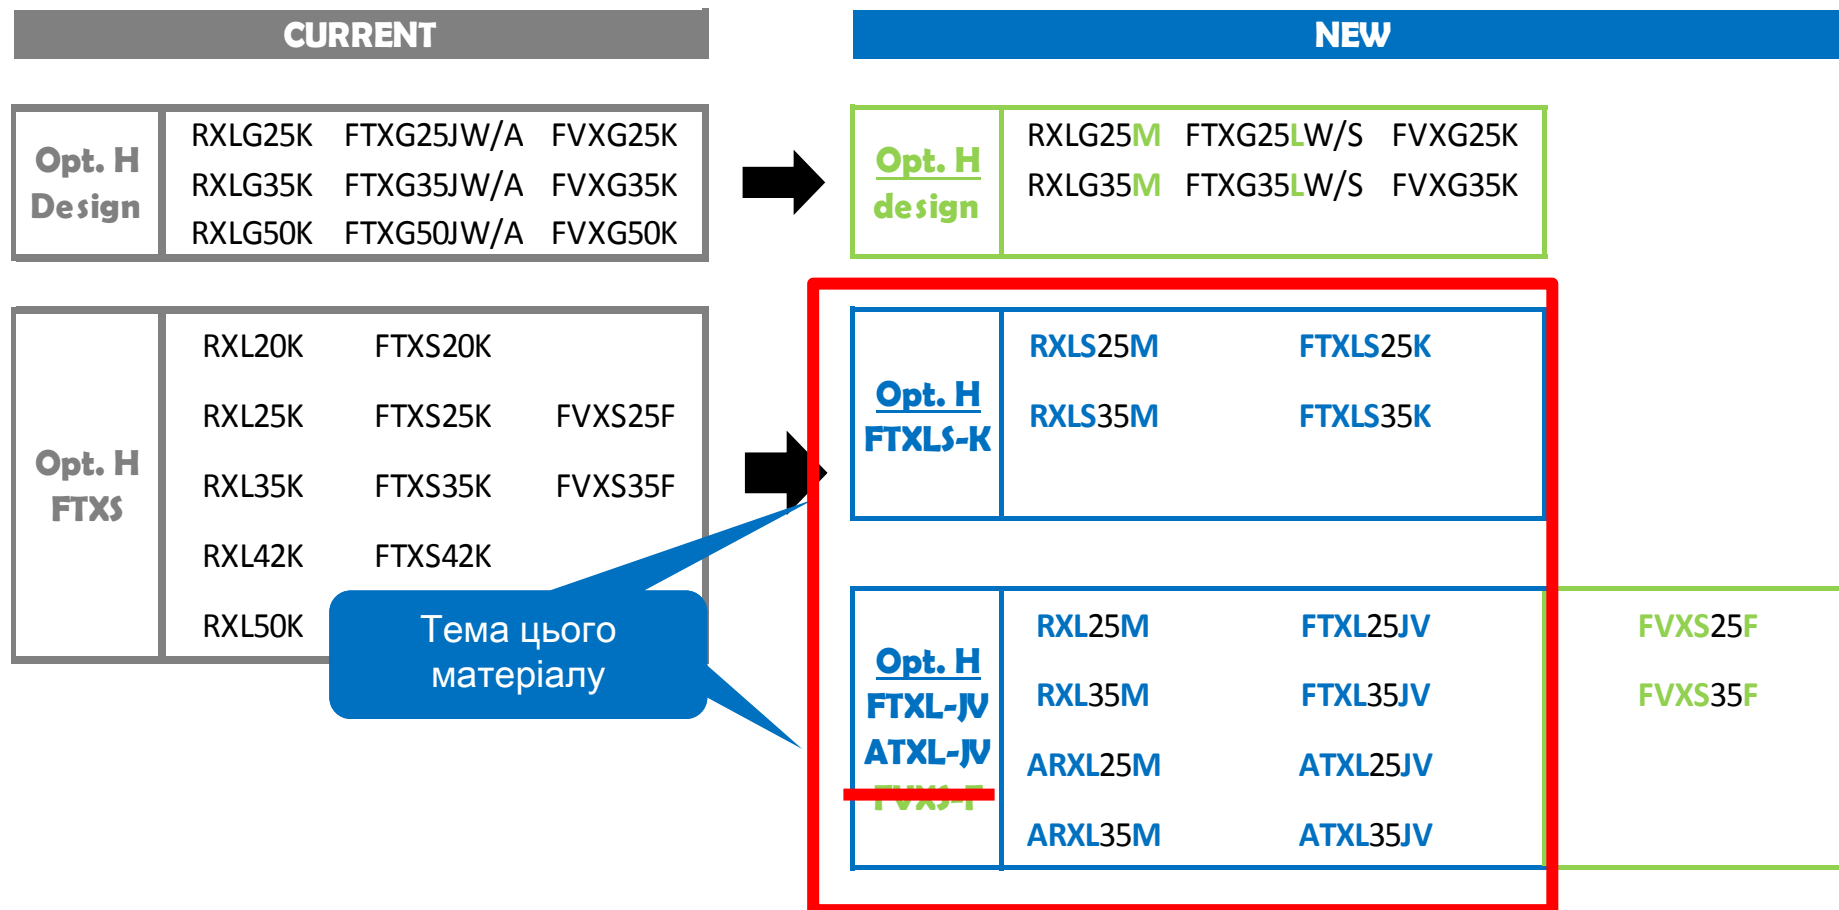 CURRENT
NEW
Opt. H
Design
RXLG25K FTXG25JW/A FVXG25K
RXLG35K FTXG35JW/A FVXG35K
RXLG50K FTXG50JW/A FVXG50K
Opt. H
design
RXLG25M FTXG25LW/S FVXG25K
RXLG35M FTXG35LW/S FVXG35K
Opt. H
FTXS
RXL20K FTXS20K
RXL25K FTXS25K FVXS25F
RXL35K FTXS35K FVXS35F
RXL42K FTXS42K
RXL50K
Тема цього
матеріалу
Opt. H
FTXLS-K
RXLS25M FTXLS25K
RXLS35M FTXLS35K
Opt. H
FTXL-JV
ATXL-JV
FVXS-F
RXL25M FTXL25JV FVXS25F
RXL35M FTXL35JV FVXS35F
ARXL25M ATXL25JV
ARXL35M ATXL35JV